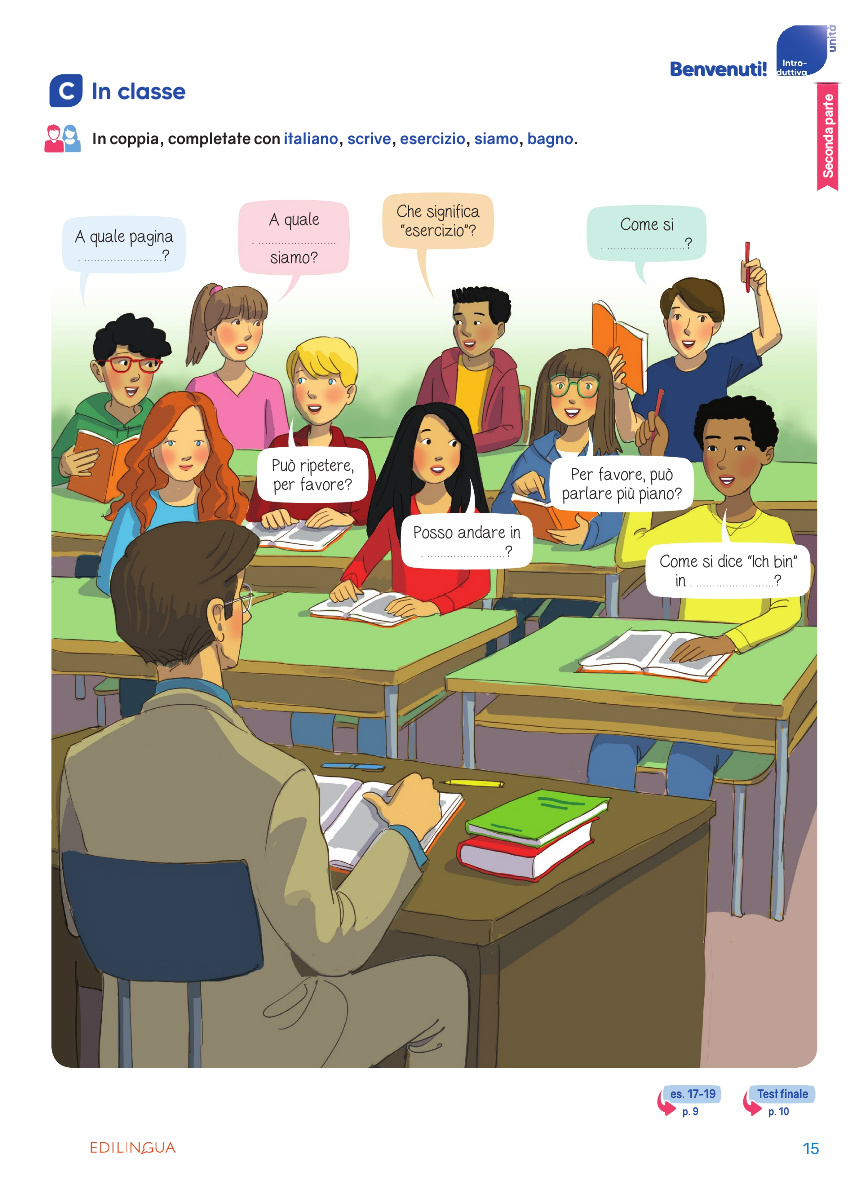 unità
Benvenuti!
Intro-
duttiva
Seconda parte
C In classe
In coppia, completate con italiano, scrive, esercizio, siamo, bagno.
A quale pagina
........................?
A quale
........................
siamo?
Che significa
“esercizio”?
Come si
........................?
Può ripetere,
per favore?
Posso andare in
........................?
Per favore, può
parlare più piano?
Come si dice “Ich bin”
in ........................?
es. 17-19
p. 9
Test finale
p. 10
EDILINGUA
15